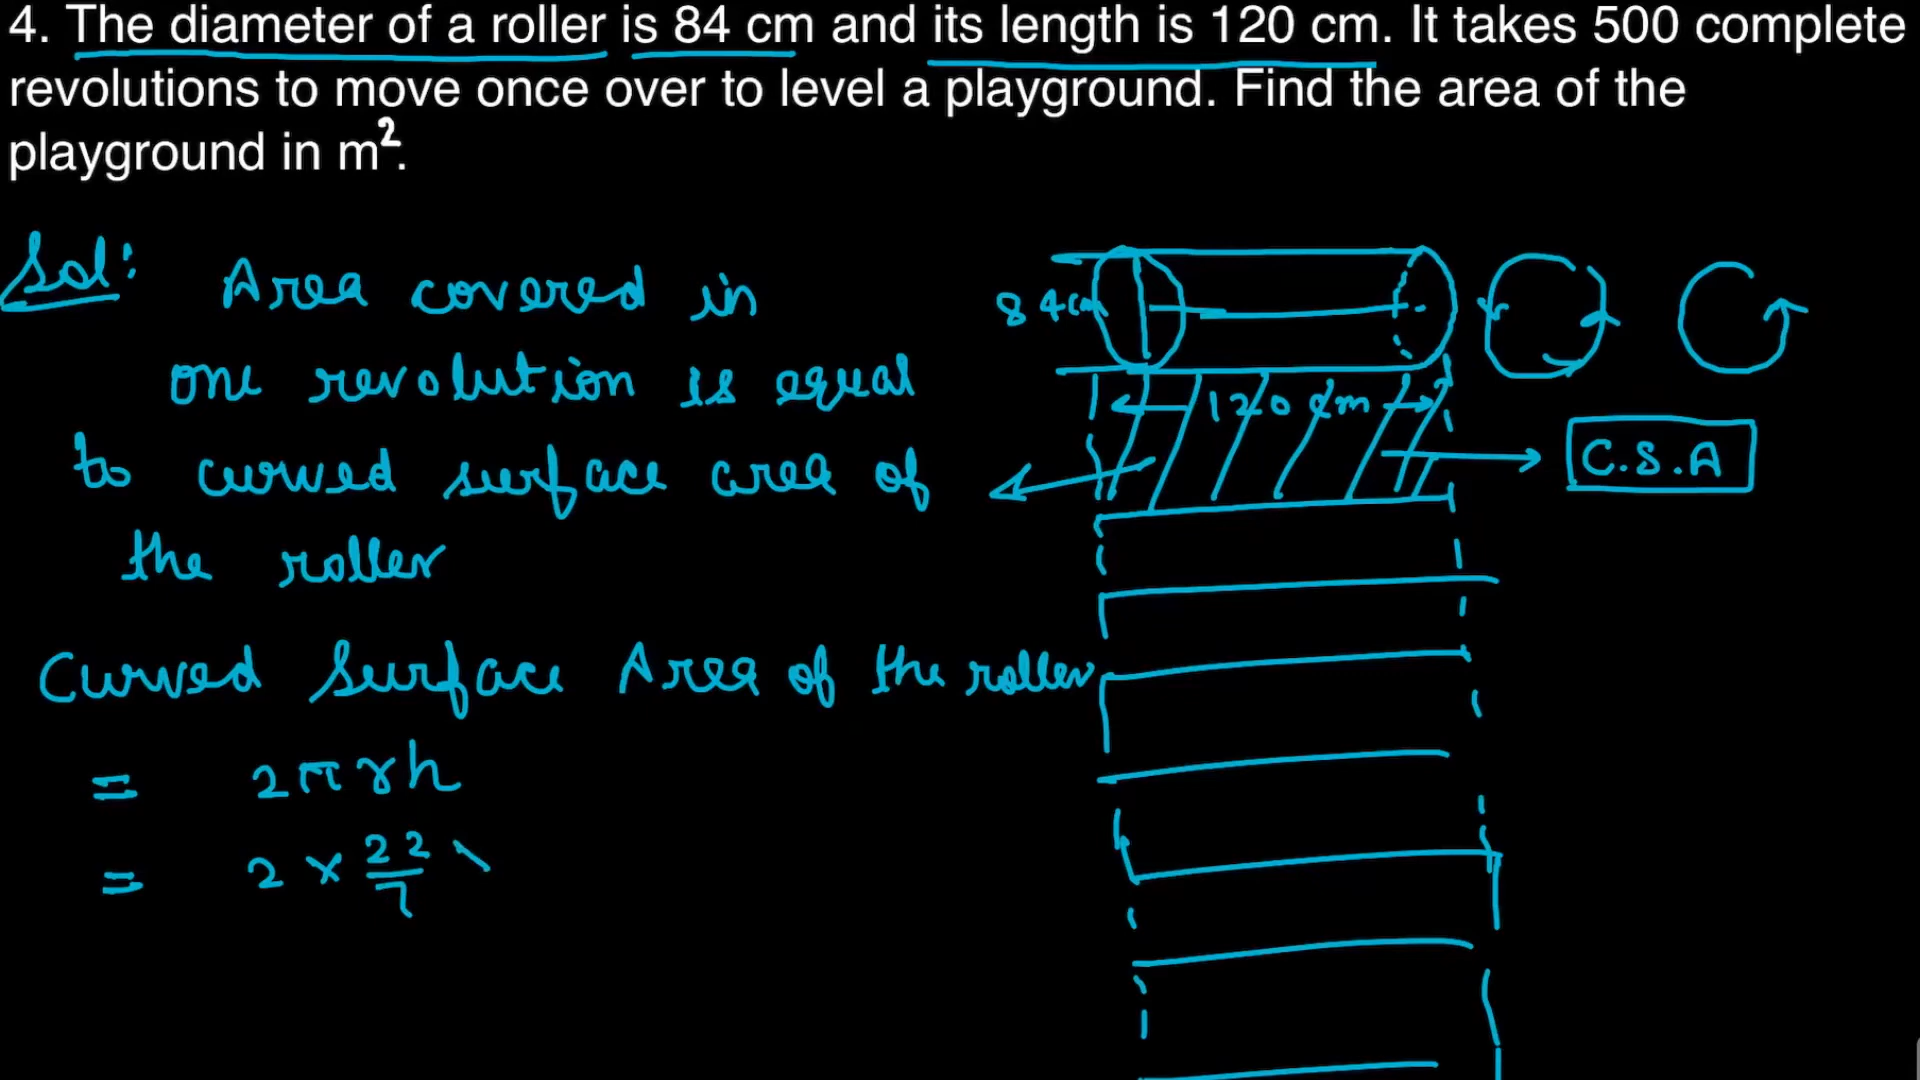 4. The diameter of a roller is 84 cm and its length is 120 cm. It takes 500 complete
revolutions to move once over to level a playground. Find the area of the
playground in m².
Sol:
Area covered in
one revolution is equal
to curved surface area of
the roller
84cm
120 cm
C.S.A
Curved Surface Area of the roller
= 2πrh
= 2 × 22/7